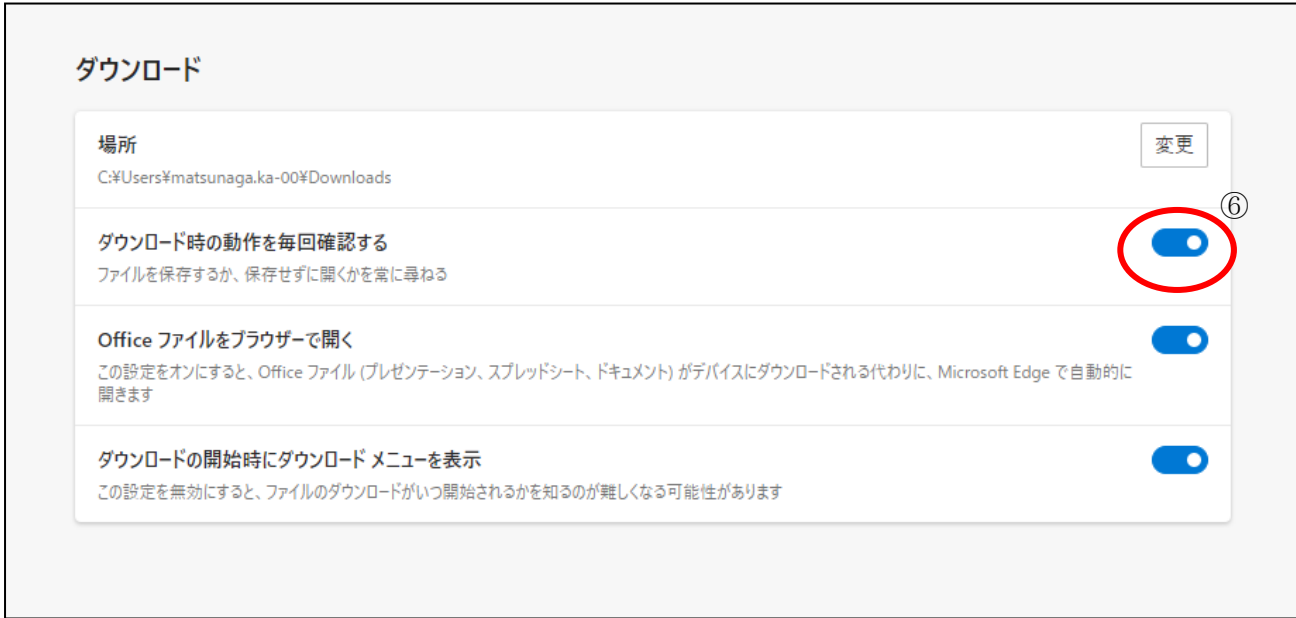 ダウンロード
場所
変更
C:¥Users¥matsunaga.ka-00¥Downloads
⑥
ダウンロード時の動作を毎回確認する
ファイルを保存するか、保存せずに開くかを常に尋ねる
Office ファイルをブラウザーで開く
この設定をオンにすると、Office ファイル (プレゼンテーション、スプレッドシート、ドキュメント) がデバイスにダウンロードされる代わりに、Microsoft Edge で自動的に
開きます
ダウンロードの開始時にダウンロード メニューを表示
この設定を無効にすると、ファイルのダウンロードがいつ開始されるかを知るのが難しくなる可能性があります